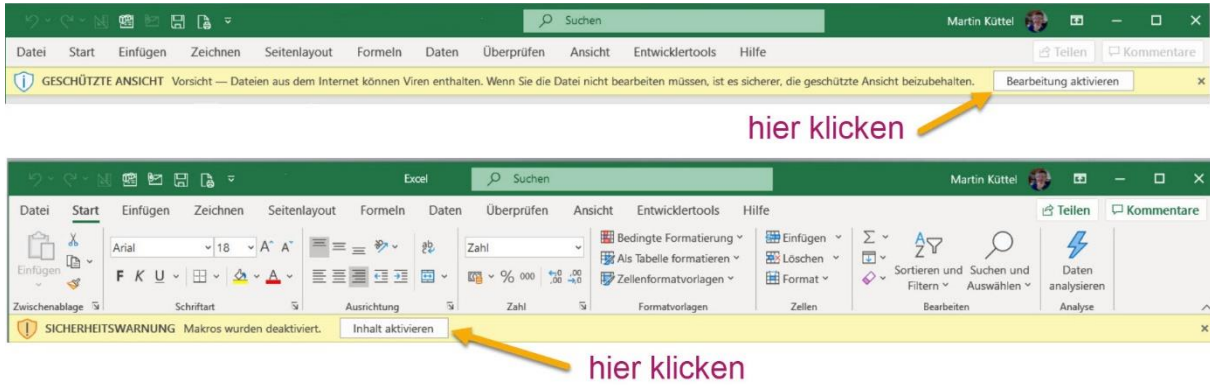 Suchen
Martin Küttel
Datei Start Einfügen Zeichnen Seitenlayout Formeln Daten Überprüfen Ansicht Entwicklertools Hilfe
Teilen Kommentare
GESCHÜTZTE ANSICHT Vorsicht — Dateien aus dem Internet können Viren enthalten. Wenn Sie die Datei nicht bearbeiten müssen, ist es sicherer, die geschützte Ansicht beizubehalten. Bearbeitung aktivieren
hier klicken
Excel Suchen Martin Küttel
Datei Start Einfügen Zeichnen Seitenlayout Formeln Daten Überprüfen Ansicht Entwicklertools Hilfe
Teilen Kommentare
Einfügen
Arial 18 A A
F K U A
ab
Zahl
% 000
Bedingte Formatierung
Als Tabelle formatieren
Zellenformatvorlagen
Einfügen
Löschen
Format
Σ
Sortieren und Filtern
Suchen und Auswählen
Daten analysieren
Zwischenablage Schriftart Ausrichtung Zahl Formatvorlagen Zellen Bearbeiten Analyse
SICHERHEITSWARNUNG Makros wurden deaktiviert. Inhalt aktivieren
hier klicken